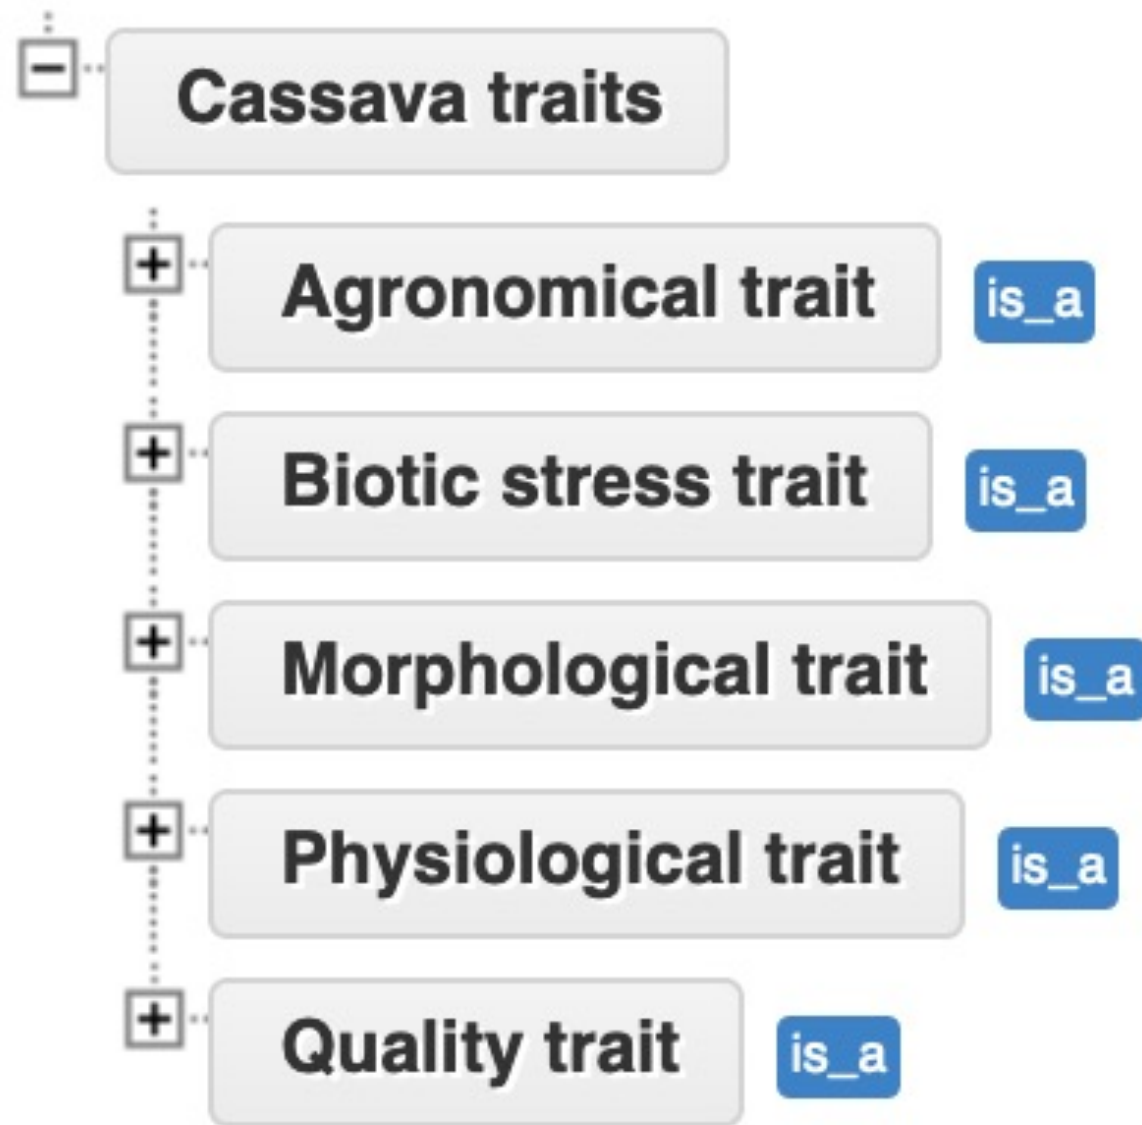 Cassava traits
Agronomical trait is_a
Biotic stress trait is_a
Morphological trait is_a
Physiological trait is_a
Quality trait is_a